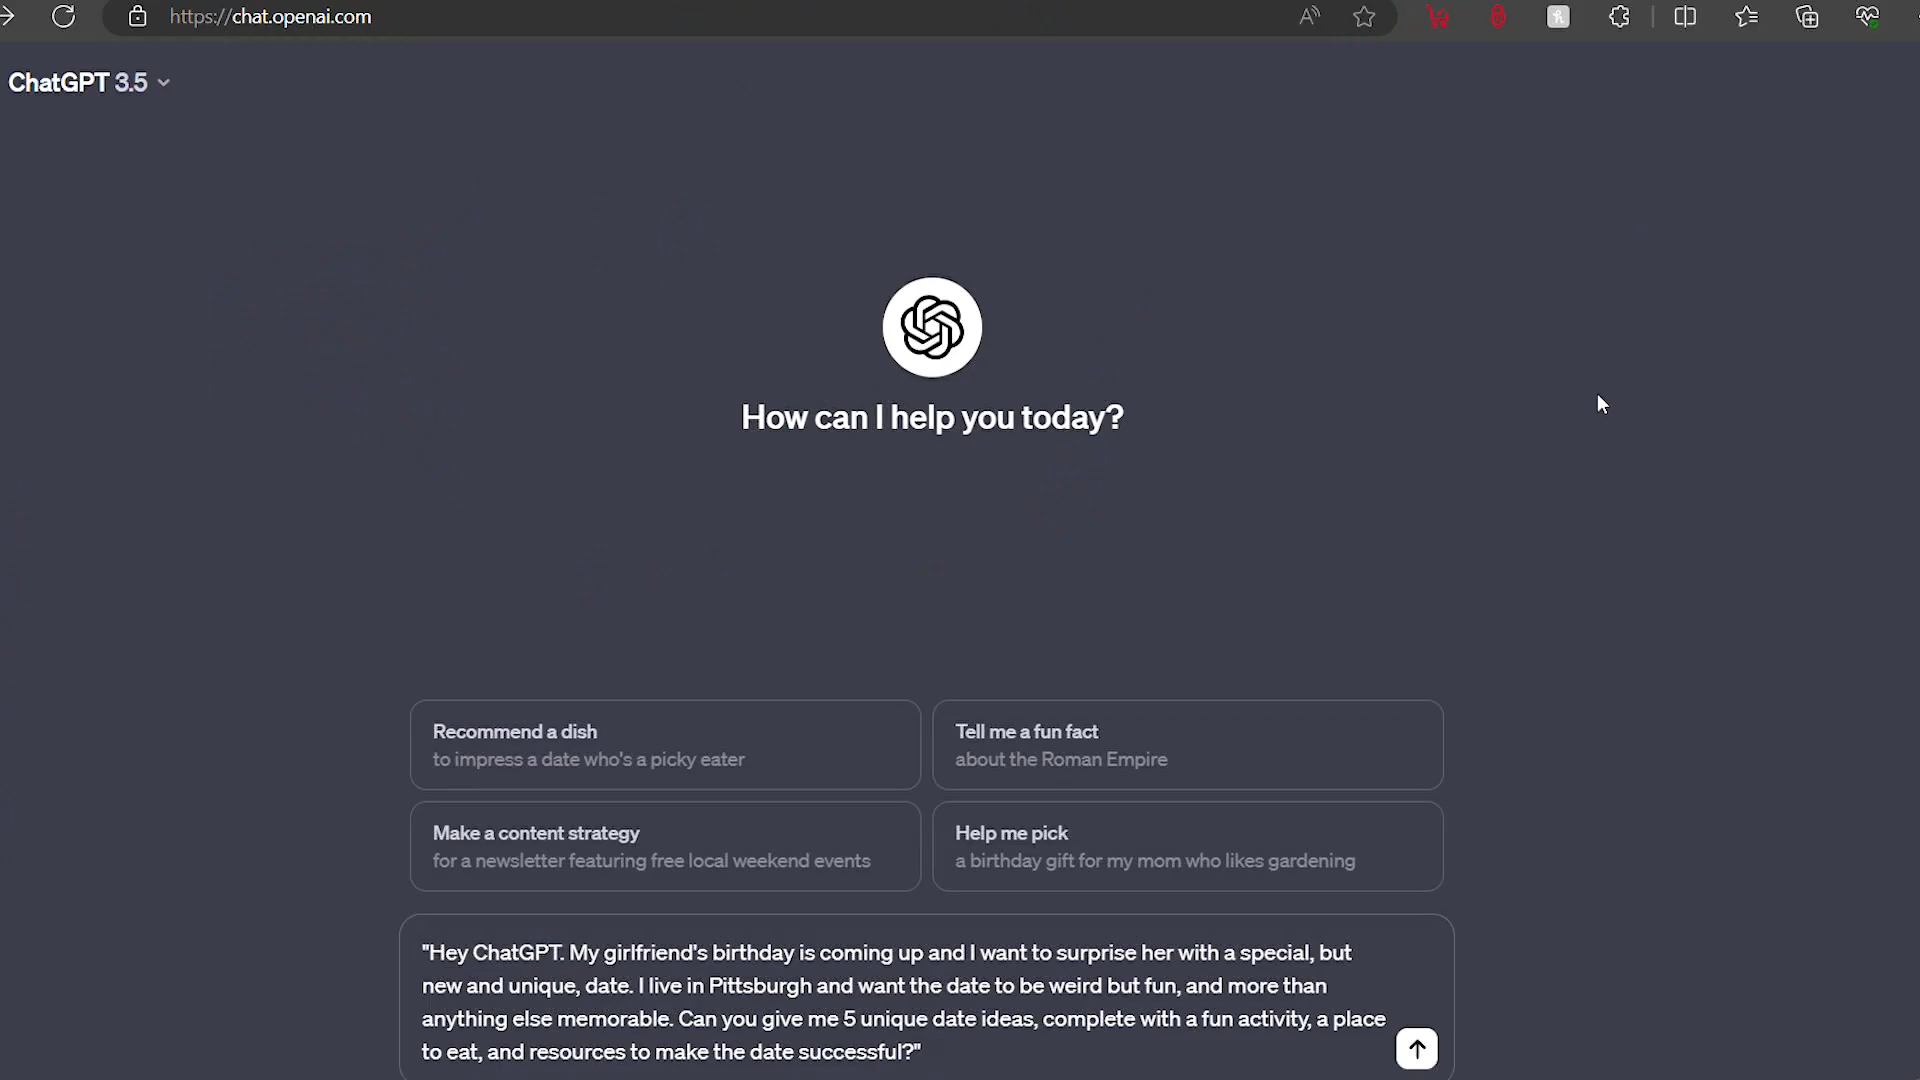 https://chat.openai.com
ChatGPT 3.5
How can I help you today?
Recommend a dish
to impress a date who's a picky eater
Tell me a fun fact
about the Roman Empire
Make a content strategy
for a newsletter featuring free local weekend events
Help me pick
a birthday gift for my mom who likes gardening
"Hey ChatGPT. My girlfriend's birthday is coming up and I want to surprise her with a special, but
new and unique, date. I live in Pittsburgh and want the date to be weird but fun, and more than
anything else memorable. Can you give me 5 unique date ideas, complete with a fun activity, a place
to eat, and resources to make the date successful?"